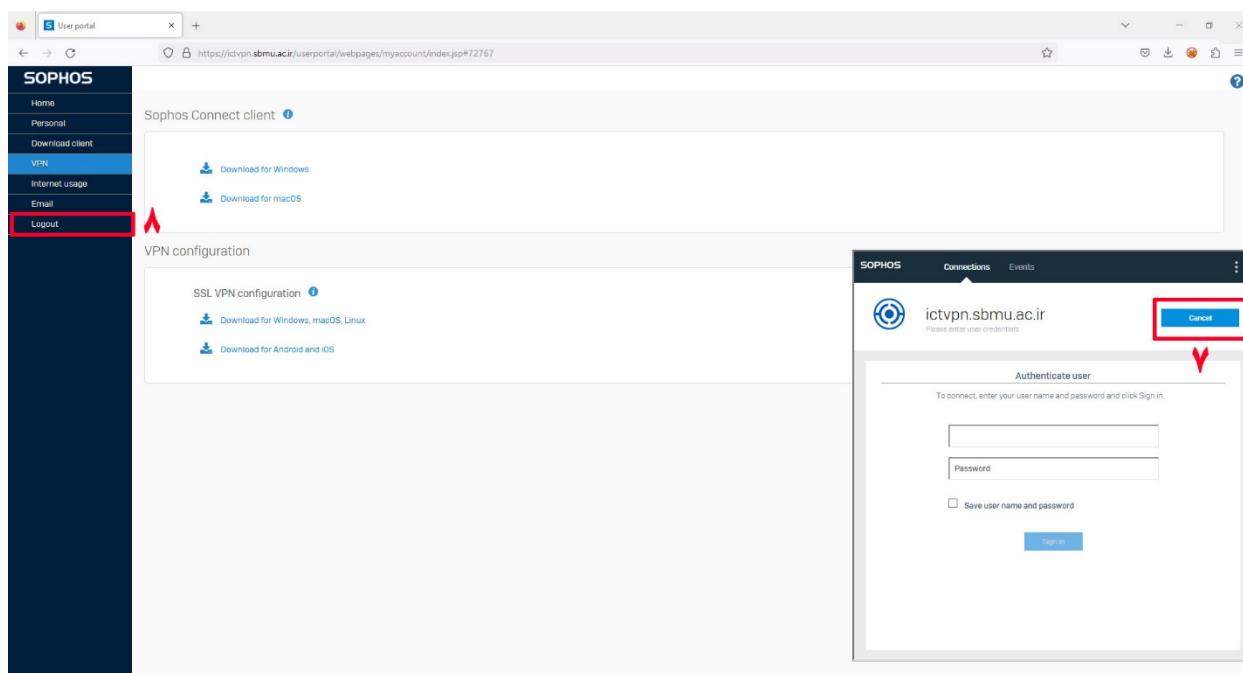 User portal
https://ictvpn.sbmu.ac.ir/userportal/webpages/myaccount/index.jsp#72767
SOPHOS
Home
Personal
Download client
VPN
Internet usage
Email
Logout
۸
Sophos Connect client
Download for Windows
Download for macOS
VPN configuration
SSL VPN configuration
Download for Windows, macOS, Linux
Download for Android and iOS
SOPHOS
Connections Events
ictvpn.sbmu.ac.ir
Please enter user credentials
Cancel
۷
Authenticate user
To connect, enter your user name and password and click Sign in.
Password
Save user name and password
Sign in